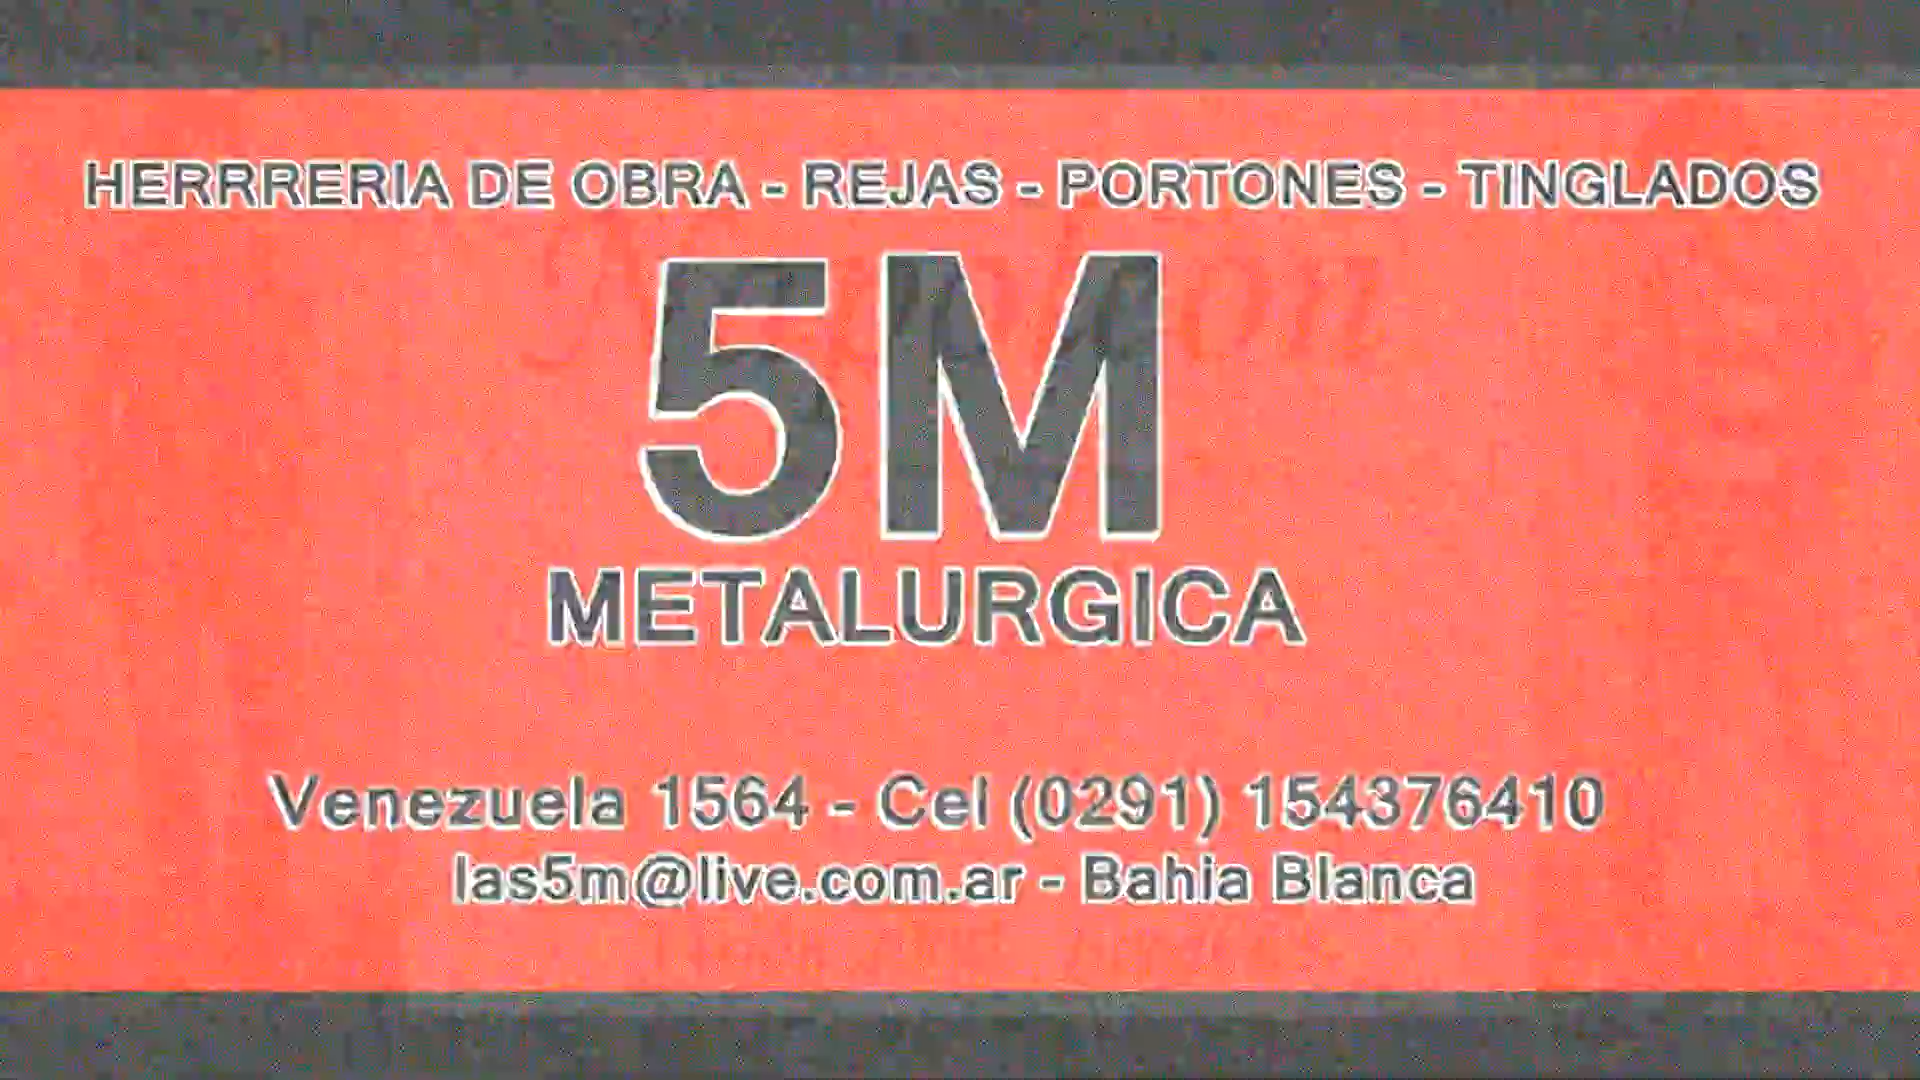 HERRRERIA DE OBRA - REJAS - PORTONES - TINGLADOS
5M
METALURGICA
Venezuela 1564 - Cel (0291) 154376410
las5m@live.com.ar - Bahia Blanca